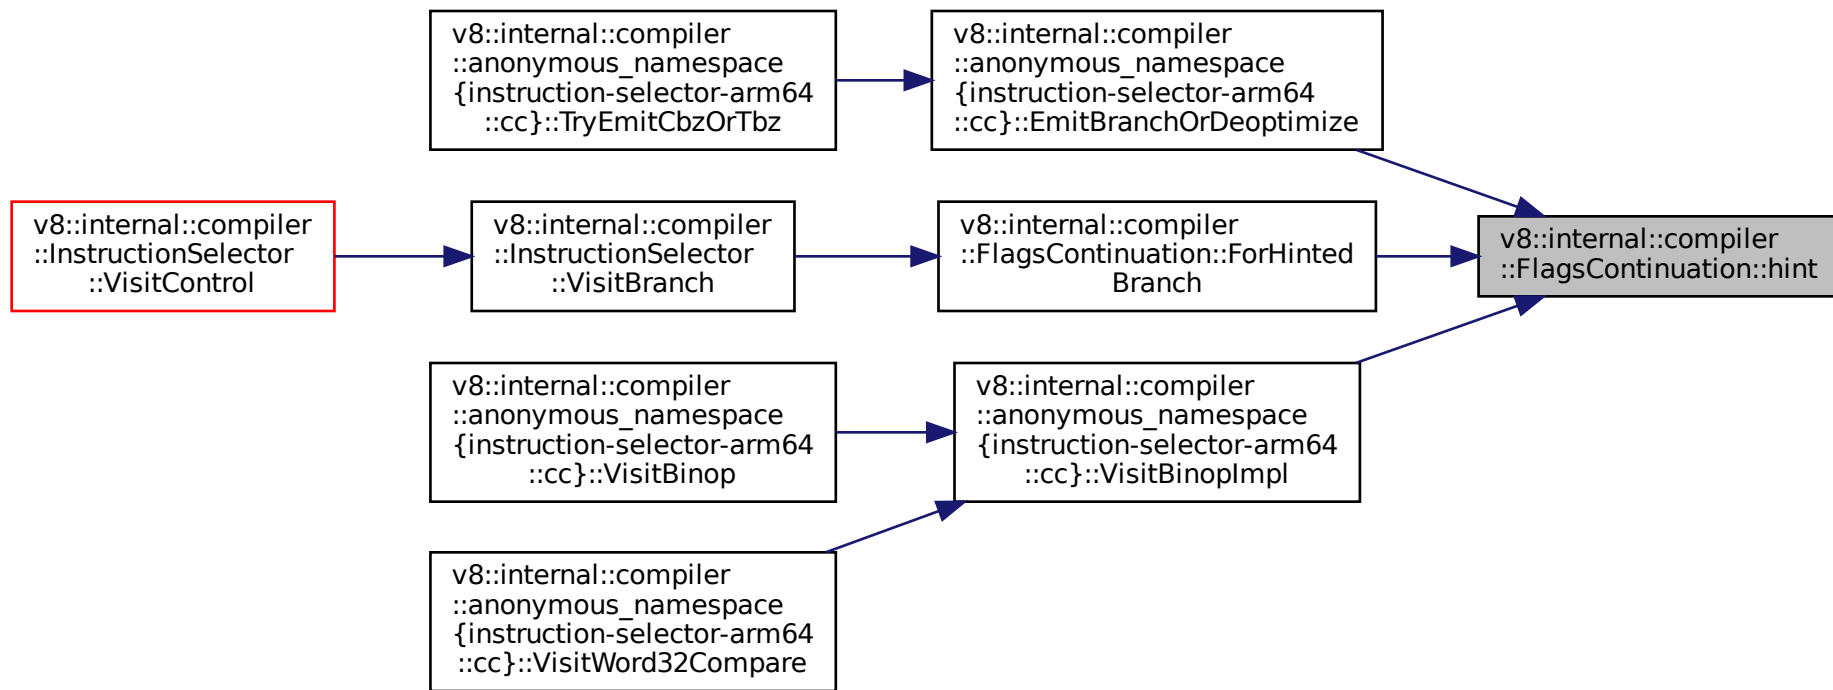 v8::internal::compiler
::anonymous_namespace
{instruction-selector-arm64
::cc}::TryEmitCbzOrTbz
v8::internal::compiler
::anonymous_namespace
{instruction-selector-arm64
::cc}::EmitBranchOrDeoptimize
v8::internal::compiler
::InstructionSelector
::VisitControl
v8::internal::compiler
::InstructionSelector
::VisitBranch
v8::internal::compiler
::FlagsContinuation::ForHinted
Branch
v8::internal::compiler
::FlagsContinuation::hint
v8::internal::compiler
::anonymous_namespace
{instruction-selector-arm64
::cc}::VisitBinop
v8::internal::compiler
::anonymous_namespace
{instruction-selector-arm64
::cc}::VisitBinopImpl
v8::internal::compiler
::anonymous_namespace
{instruction-selector-arm64
::cc}::VisitWord32Compare